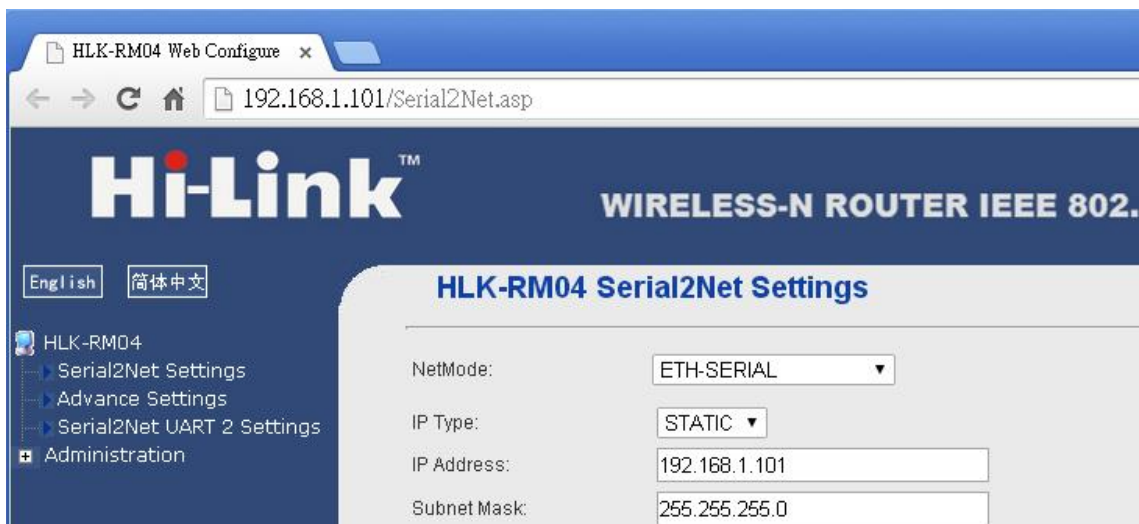 HLK-RM04 Web Configure
192.168.1.101/Serial2Net.asp
Hi-Link™
WIRELESS-N ROUTER IEEE 802.
English 简体中文
HLK-RM04 Serial2Net Settings
HLK-RM04
Serial2Net Settings
Advance Settings
Serial2Net UART 2 Settings
Administration
NetMode: ETH-SERIAL
IP Type: STATIC
IP Address: 192.168.1.101
Subnet Mask: 255.255.255.0